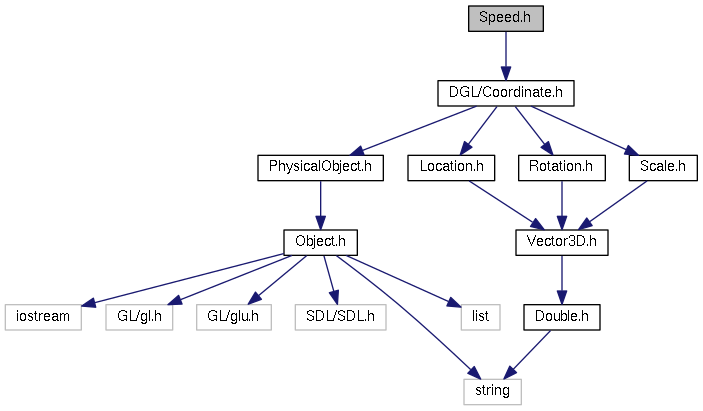 Speed.h
DGL/Coordinate.h
PhysicalObject.h
Location.h
Rotation.h
Scale.h
Object.h
Vector3D.h
iostream
GL/gl.h
GL/glu.h
SDL/SDL.h
list
Double.h
string